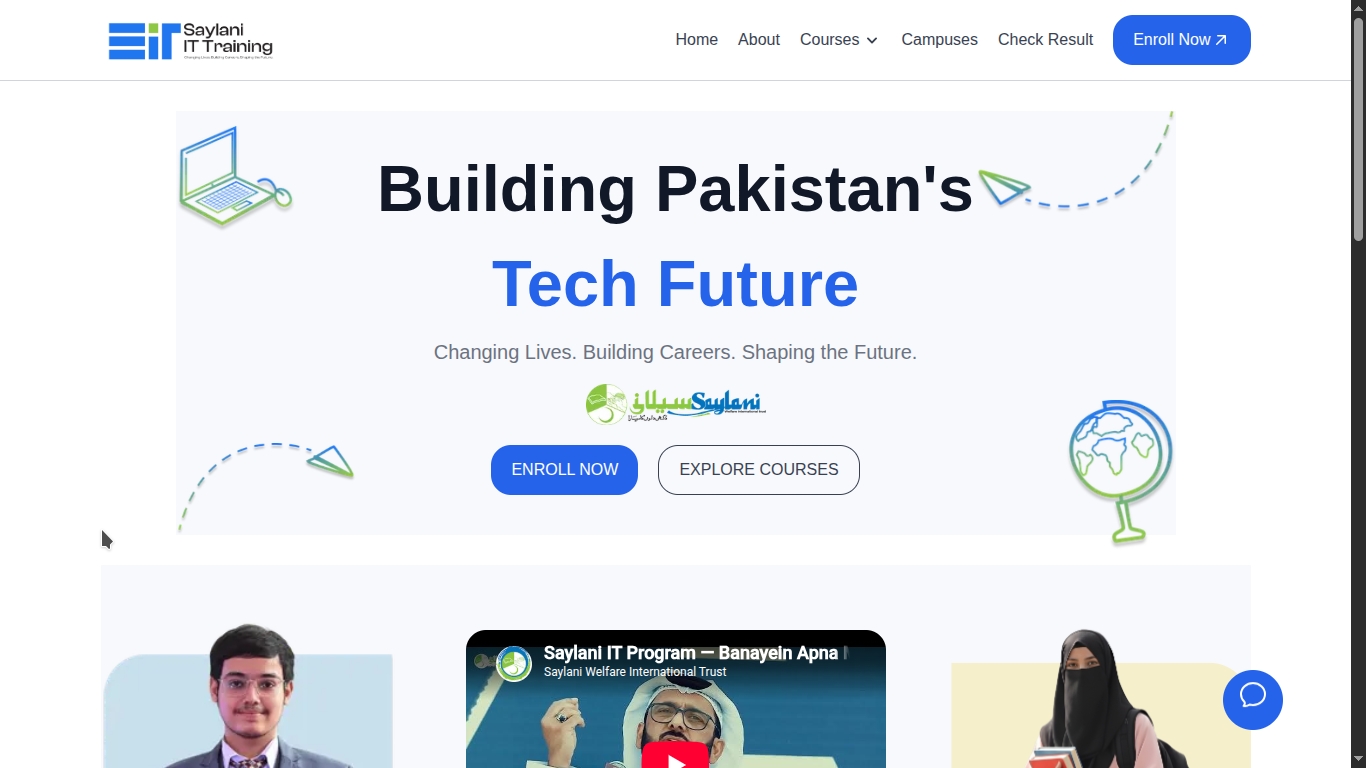 Saylani
IT Training
Home
About
Courses
Campuses
Check Result
Enroll Now
Building Pakistan's
Tech Future
Changing Lives. Building Careers. Shaping the Future.
سیلانی Saylani
ENROLL NOW
EXPLORE COURSES
Saylani IT Program — Banayein Apna
Saylani Welfare International Trust